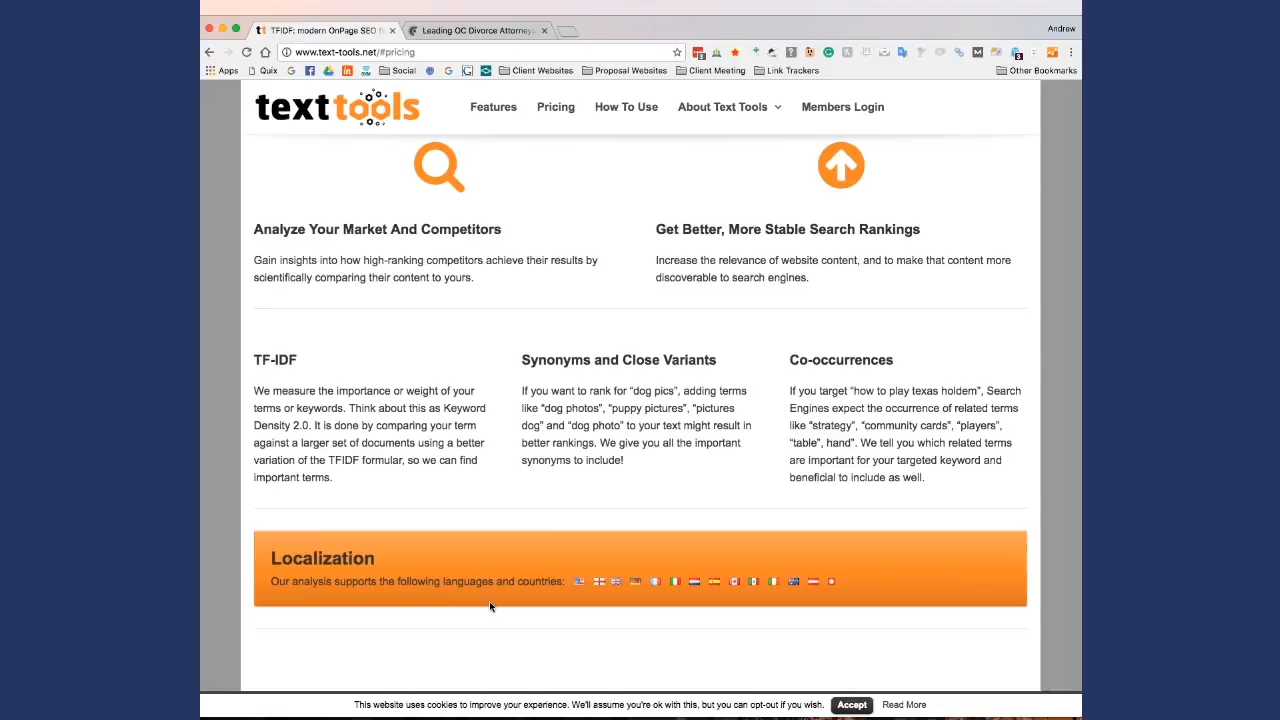 TFIDF: modern OnPage SEO fo
Leading OC Divorce Attorneys
Andrew
www.text-tools.net/#pricing
Apps
Quix
Social
Client Websites
Proposal Websites
Client Meeting
Link Trackers
Other Bookmarks
texttools
Features
Pricing
How To Use
About Text Tools
Members Login
Analyze Your Market And Competitors
Gain insights into how high-ranking competitors achieve their results by
scientifically comparing their content to yours.
Get Better, More Stable Search Rankings
Increase the relevance of website content, and to make that content more
discoverable to search engines.
TF-IDF
We measure the importance or weight of your
terms or keywords. Think about this as Keyword
Density 2.0. It is done by comparing your term
against a larger set of documents using a better
variation of the TFIDF formular, so we can find
important terms.
Synonyms and Close Variants
If you want to rank for “dog pics”, adding terms
like “dog photos”, “puppy pictures”, “pictures
dog” and “dog photo” to your text might result in
better rankings. We give you all the important
synonyms to include!
Co-occurrences
If you target “how to play texas holdem”, Search
Engines expect the occurrence of related terms
like “strategy”, “community cards”, “players”,
“table”, hand”. We tell you which related terms
are important for your targeted keyword and
beneficial to include as well.
Localization
Our analysis supports the following languages and countries:
This website uses cookies to improve your experience. We'll assume you're ok with this, but you can opt-out if you wish.
Accept
Read More